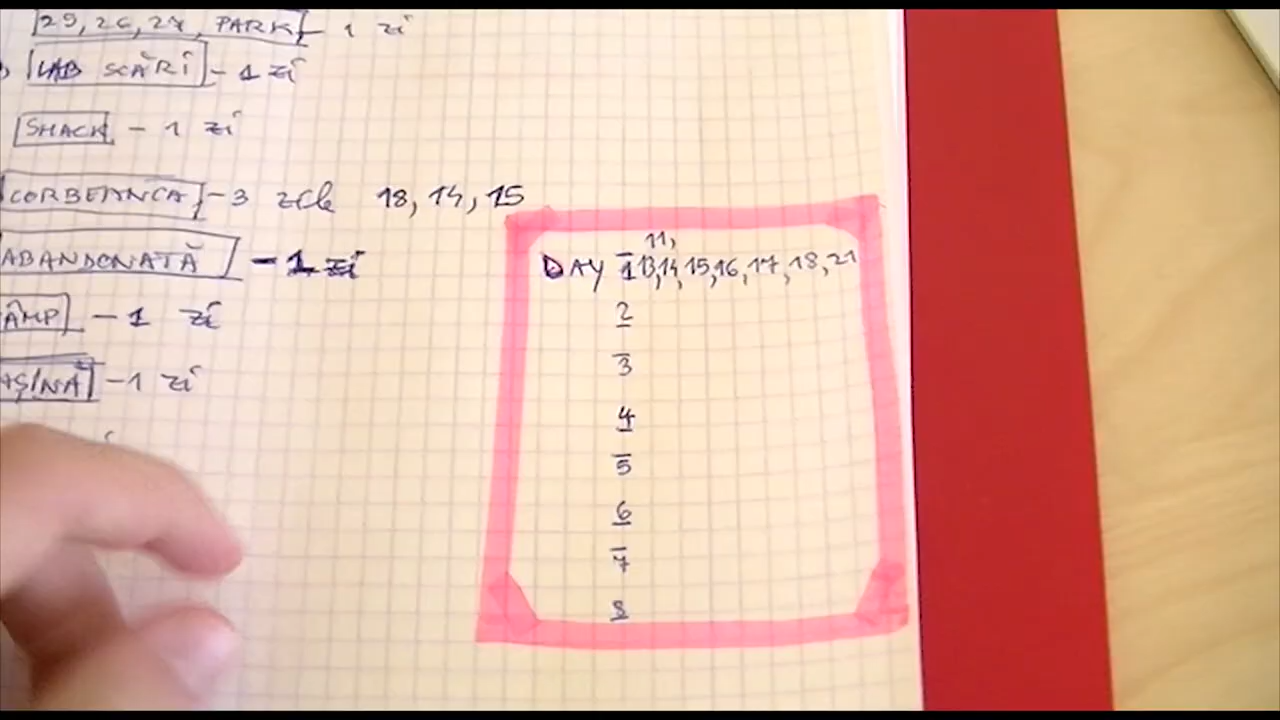 25, 26, 27, PARK - 1 zi
LAB SCĂRI - 1 zi
SHACK - 1 zi
CORBEANCA - 3 zile 18, 14, 15
ABANDONATĂ - 1 zi
ÂMP - 1 zi
AȘINĂ - 1 zi
11,
DAY 1 13, 14, 15, 16, 17, 18, 21
2
3
4
5
6
7
8